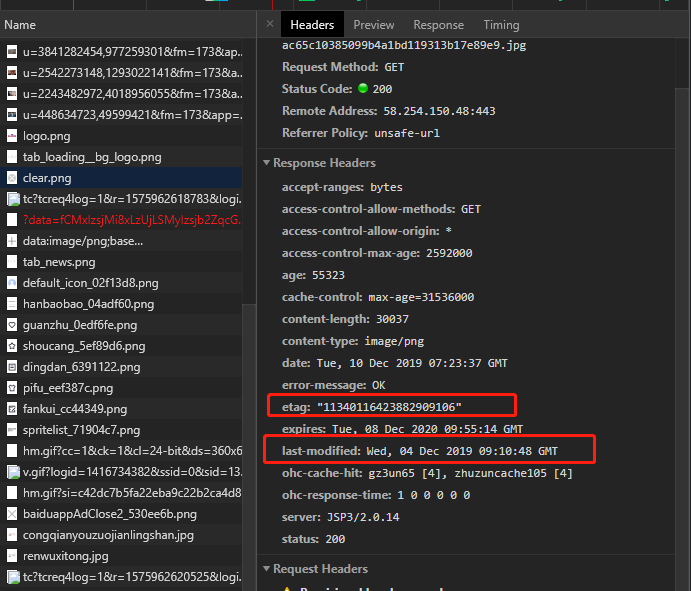 Name
× Headers Preview Response Timing
u=3841282454,977259301&fm=173&ap...
u=2542273148,1293022141&fm=173&a...
u=2243482972,4018956055&fm=173&a...
u=448634723,49599421&fm=173&app=...
logo.png
tab_loading__bg_logo.png
clear.png
tc?tcreq4log=1&r=1575962618783&logi...
?data=fCMxIzsjMi8xLzUjLSMyIzsjb2ZqcG...
data:image/png;base...
tab_news.png
default_icon_02f13d8.png
hanbaobao_04adf60.png
guanzhu_0edf6fe.png
shoucang_5ef89d6.png
dingdan_6391122.png
pifu_eef387c.png
fankui_cc44349.png
spritelist_71904c7.png
hm.gif?cc=1&ck=1&cl=24-bit&ds=360x6
v.gif?logid=1416734382&ssid=0&sid=13.
hm.gif?si=c42dc7b5fa22eba9c22b2ca4d8
baiduappAdClose2_530ee6b.png
congqianyouzuojianlingshan.jpg
renwuxitong.jpg
tc?tcreq4log=1&r=1575962620525&logi...
ac65c10385099b4a1bd119313b17e89e9.jpg
Request Method: GET
Status Code: 200
Remote Address: 58.254.150.48:443
Referrer Policy: unsafe-url
Response Headers
accept-ranges: bytes
access-control-allow-methods: GET
access-control-allow-origin: *
access-control-max-age: 2592000
age: 55323
cache-control: max-age=31536000
content-length: 30037
content-type: image/png
date: Tue, 10 Dec 2019 07:23:37 GMT
error-message: OK
etag: "11340116423882909106"
expires: Tue, 08 Dec 2020 09:55:14 GMT
last-modified: Wed, 04 Dec 2019 09:10:48 GMT
ohc-cache-hit: gz3un65 [4], zhuzuncache105 [4]
ohc-response-time: 1 0 0 0 0 0
server: JSP3/2.0.14
status: 200
Request Headers